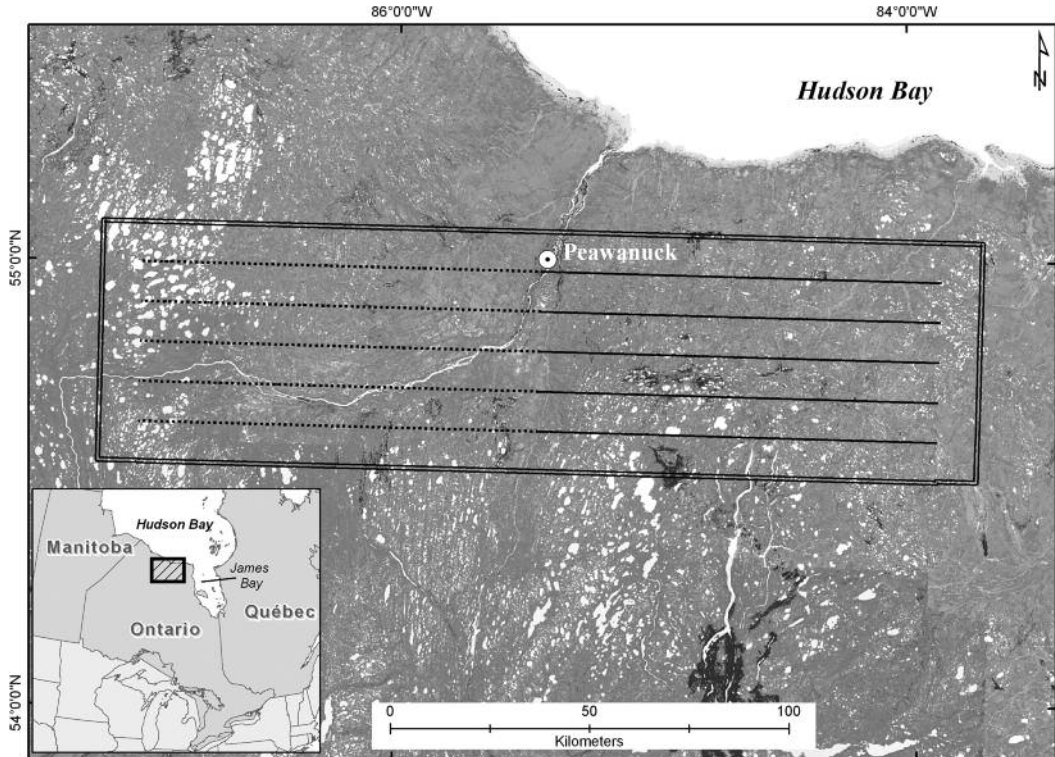 86°0'0"W
84°0'0"W
Hudson Bay
N
55°0'0"N
Peawanuck
54°0'0"N
Hudson Bay
Manitoba
James
Bay
Québec
Ontario
0
50
100
Kilometers